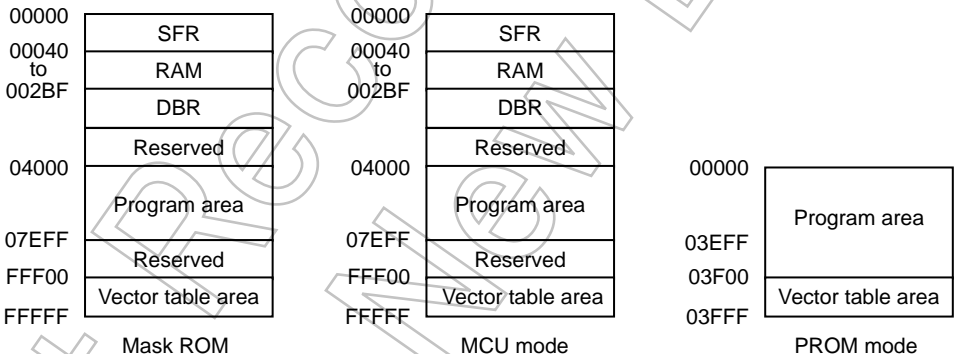 00000
SFR
00040
to
002BF
RAM
DBR
Reserved
04000
Program area
07EFF
Reserved
FFF00
Vector table area
FFFFF
Mask ROM
00000
SFR
00040
to
002BF
RAM
DBR
Reserved
04000
Program area
07EFF
Reserved
FFF00
Vector table area
FFFFF
MCU mode
00000
Program area
03EFF
03F00
Vector table area
03FFF
PROM mode